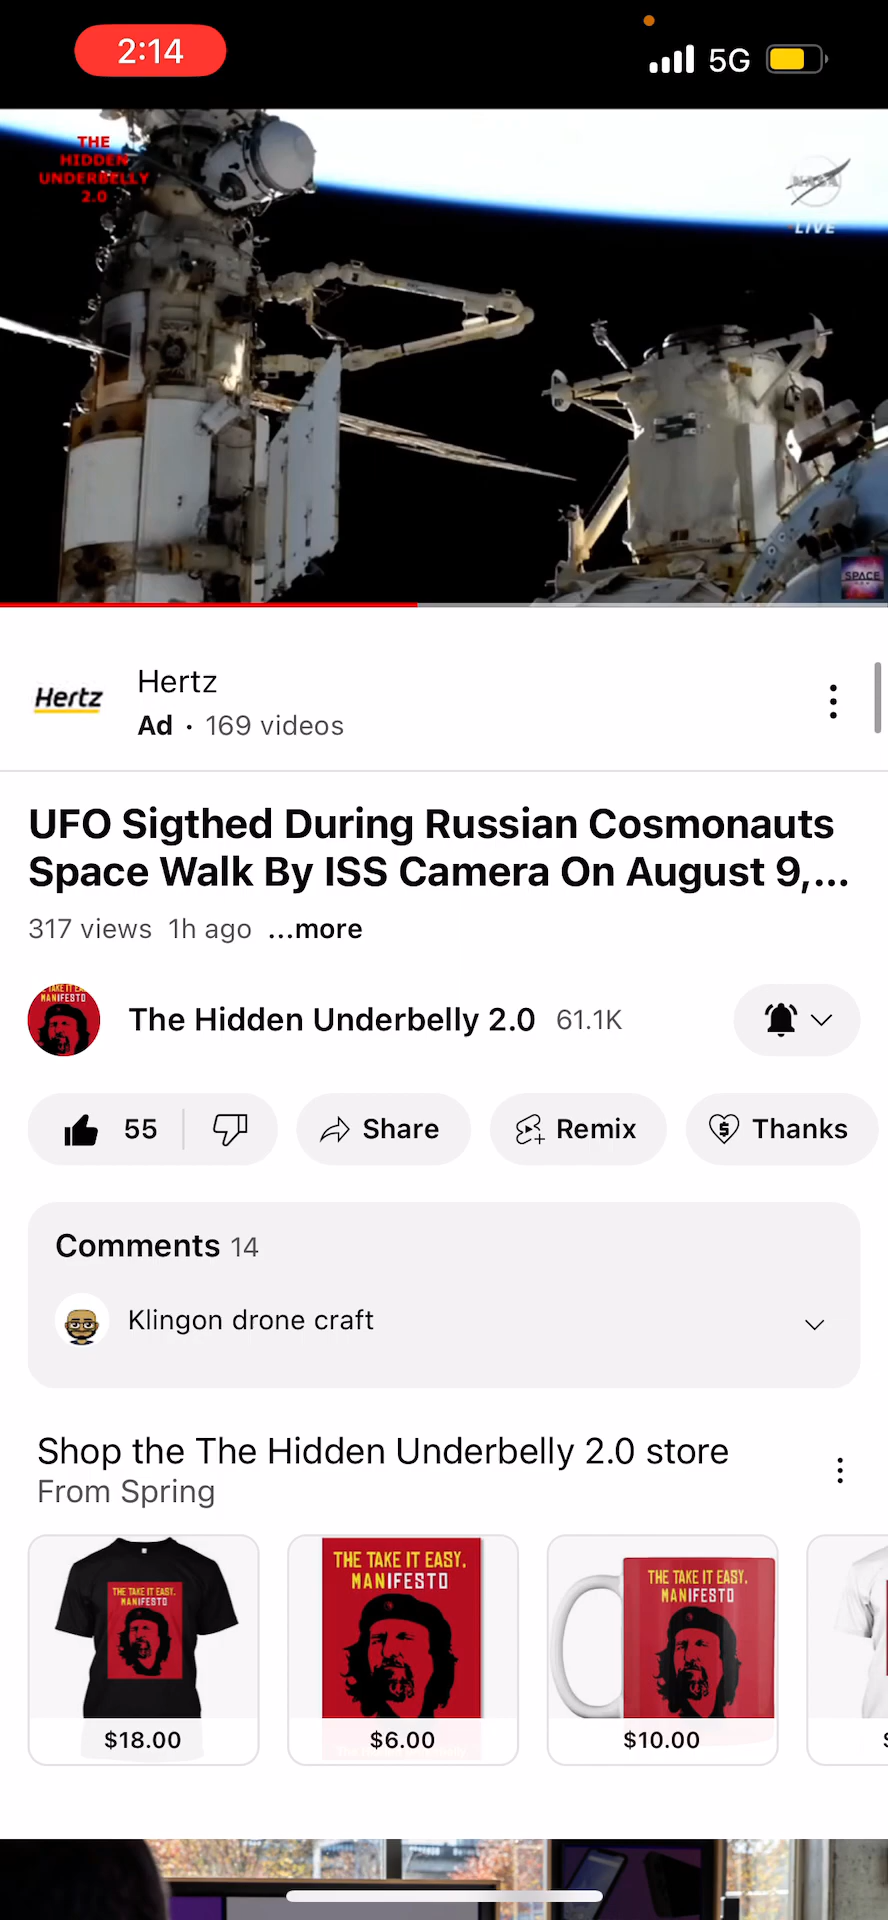 2:14
5G
THE
HIDDEN
UNDERBELLY
2.0
NASA
LIVE
SPACE
Hertz
Hertz
Ad · 169 videos
UFO Sigthed During Russian Cosmonauts
Space Walk By ISS Camera On August 9,...
317 views 1h ago ...more
MANIFESTO
The Hidden Underbelly 2.0 61.1K
55
Share
Remix
Thanks
Comments 14
Klingon drone craft
Shop the The Hidden Underbelly 2.0 store
From Spring
THE TAKE IT EASY.
MANIFESTO
$18.00
THE TAKE IT EASY.
MANIFESTO
$6.00
THE TAKE IT EASY.
MANIFESTO
$10.00